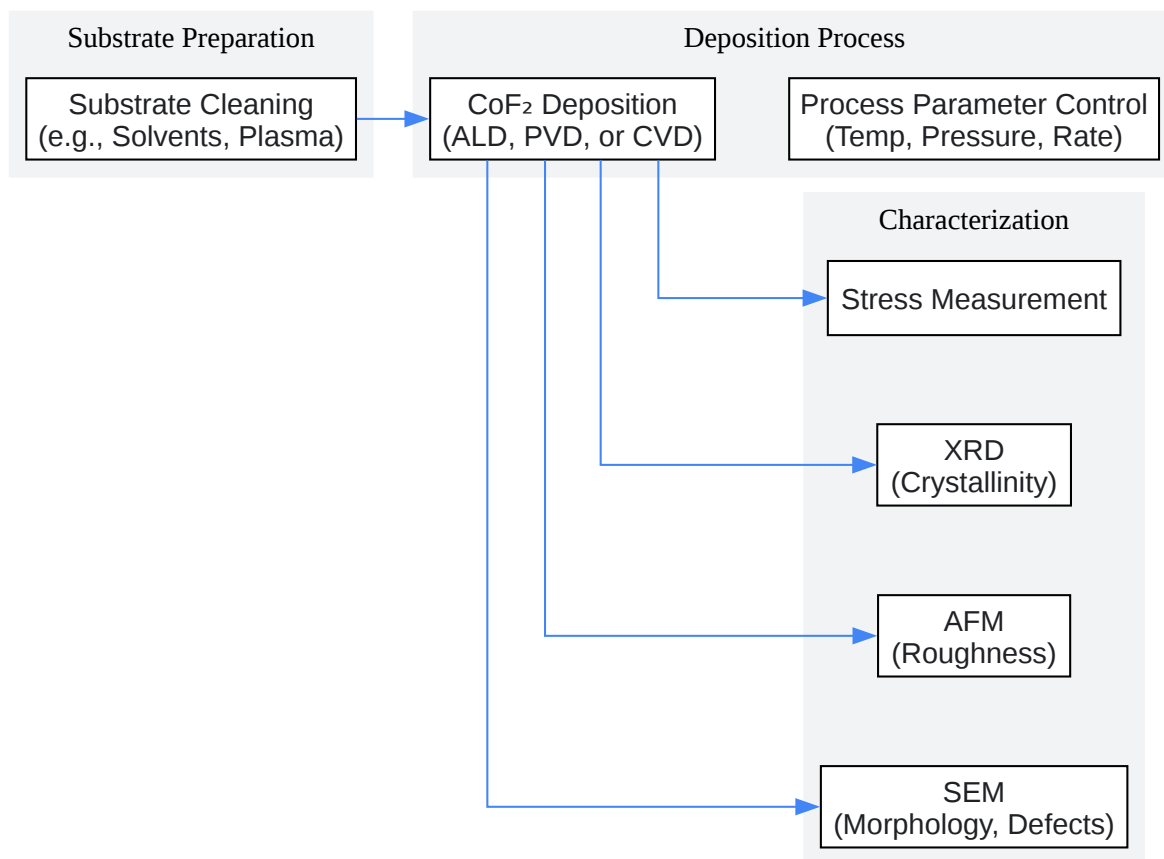 Substrate Preparation
Substrate Cleaning
(e.g., Solvents, Plasma)
Deposition Process
CoF₂ Deposition
(ALD, PVD, or CVD)
Process Parameter Control
(Temp, Pressure, Rate)
Characterization
Stress Measurement
XRD
(Crystallinity)
AFM
(Roughness)
SEM
(Morphology, Defects)